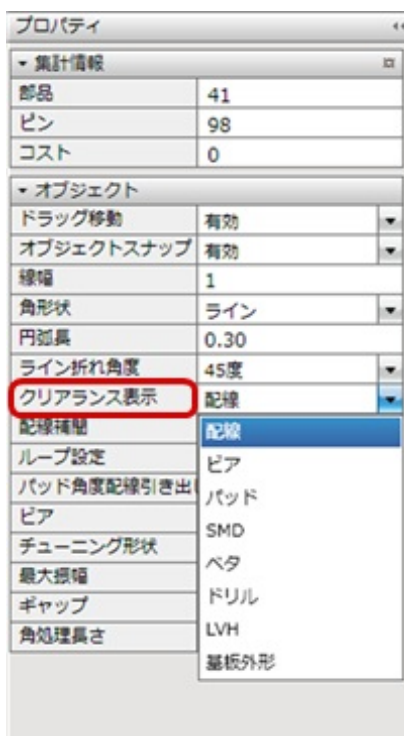 プロパティ
集計情報
部品 41
ピン 98
コスト 0
オブジェクト
ドラッグ移動 有効
オブジェクトスナップ 有効
線幅 1
角形状 ライン
円弧長 0.30
ライン折れ角度 45度
クリアランス表示 配線
配線補間 配線
ループ設定 ビア
パッド角度配線引き出し パッド
ビア SMD
チューニング形状 ベタ
最大振幅 ドリル
ギャップ LVH
角処理長さ 基板外形